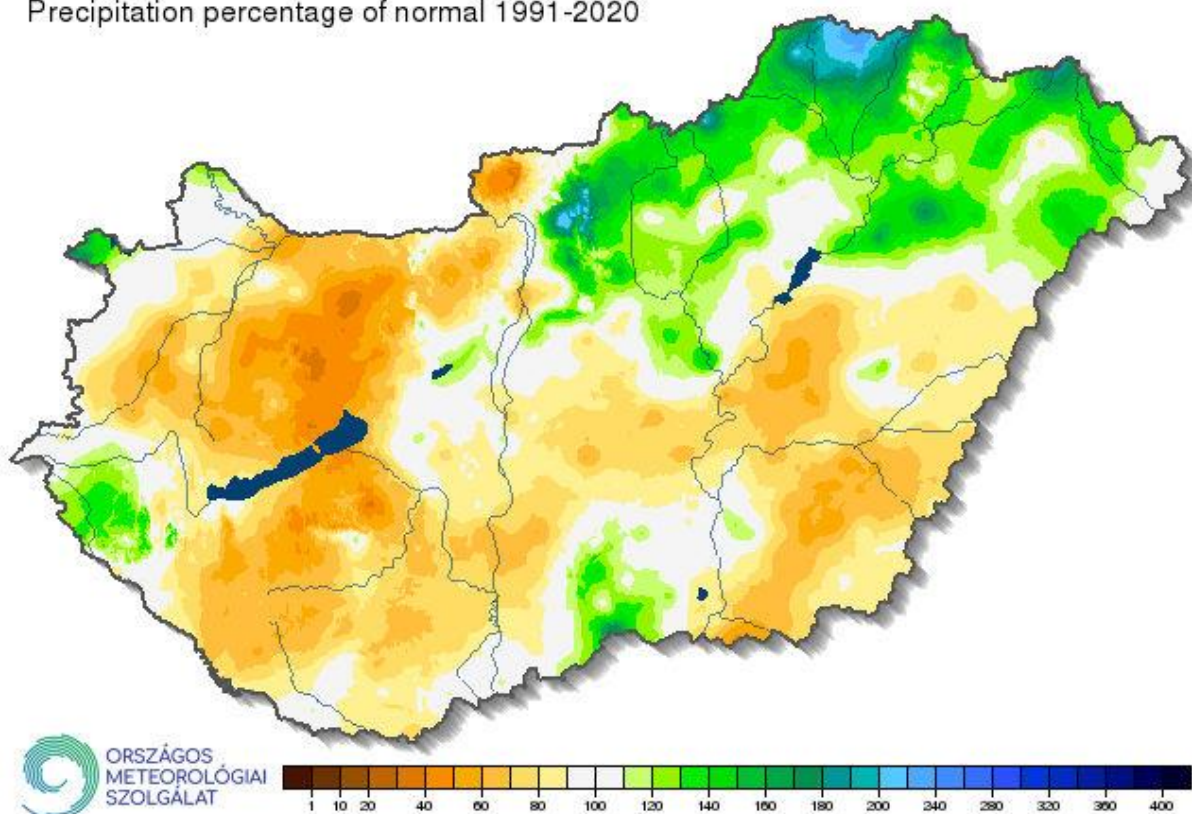 Precipitation percentage of normal 1991-2020
ORSZÁGOS
METEOROLÓGIAI
SZOLGÁLAT
1 10 20 40 60 80 100 120 140 160 180 200 240 280 320 360 400